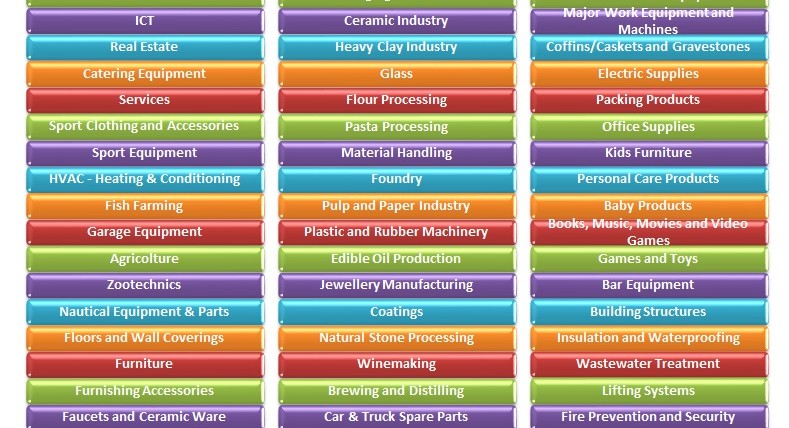 ICT
Ceramic Industry
Major Work Equipment and
Machines
Real Estate
Heavy Clay Industry
Coffins/Caskets and Gravestones
Catering Equipment
Glass
Electric Supplies
Services
Flour Processing
Packing Products
Sport Clothing and Accessories
Pasta Processing
Office Supplies
Sport Equipment
Material Handling
Kids Furniture
HVAC - Heating & Conditioning
Foundry
Personal Care Products
Fish Farming
Pulp and Paper Industry
Baby Products
Garage Equipment
Plastic and Rubber Machinery
Books, Music, Movies and Video
Games
Agricolture
Edible Oil Production
Games and Toys
Zootechnics
Jewellery Manufacturing
Bar Equipment
Nautical Equipment & Parts
Coatings
Building Structures
Floors and Wall Coverings
Natural Stone Processing
Insulation and Waterproofing
Furniture
Winemaking
Wastewater Treatment
Furnishing Accessories
Brewing and Distilling
Lifting Systems
Faucets and Ceramic Ware
Car & Truck Spare Parts
Fire Prevention and Security